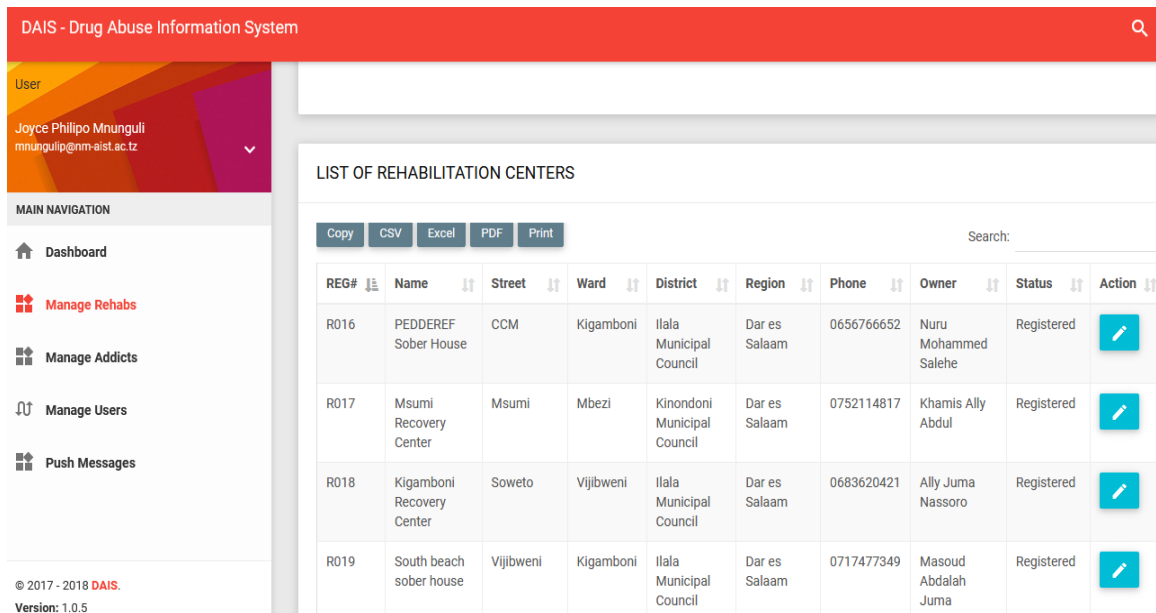 DAIS - Drug Abuse Information System
User
Joyce Philipo Mnunguli
mnungulip@nm-aist.ac.tz
MAIN NAVIGATION
Dashboard
Manage Rehabs
Manage Addicts
Manage Users
Push Messages
© 2017 - 2018 DAIS.
Version: 1.0.5
LIST OF REHABILITATION CENTERS
Copy CSV Excel PDF Print
Search:
REG# Name Street Ward District Region Phone Owner Status Action
R016 PEDDEREF CCM Kigamboni Ilala Dar es 0656766652 Nuru Registered
Sober House Municipal Salaam Mohammed
Council Salehe
R017 Msumi Msumi Mbezi Kinondoni Dar es 0752114817 Khamis Ally Registered
Recovery Municipal Salaam Abdul
Center Council
R018 Kigamboni Soweto Vijibweni Ilala Dar es 0683620421 Ally Juma Registered
Recovery Municipal Salaam Nassoro
Center Council
R019 South beach Vijibweni Kigamboni Ilala Dar es 0717477349 Masoud Registered
sober house Municipal Salaam Abdalah
Council Juma